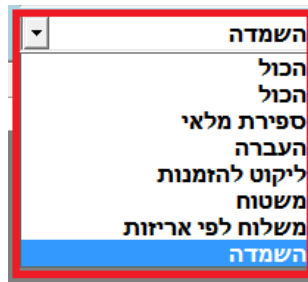 השמדה
הכול
הכול
ספירת מלאי
העברה
ליקוט להזמנות
משטוח
משלוח לפי אריזות
השמדה